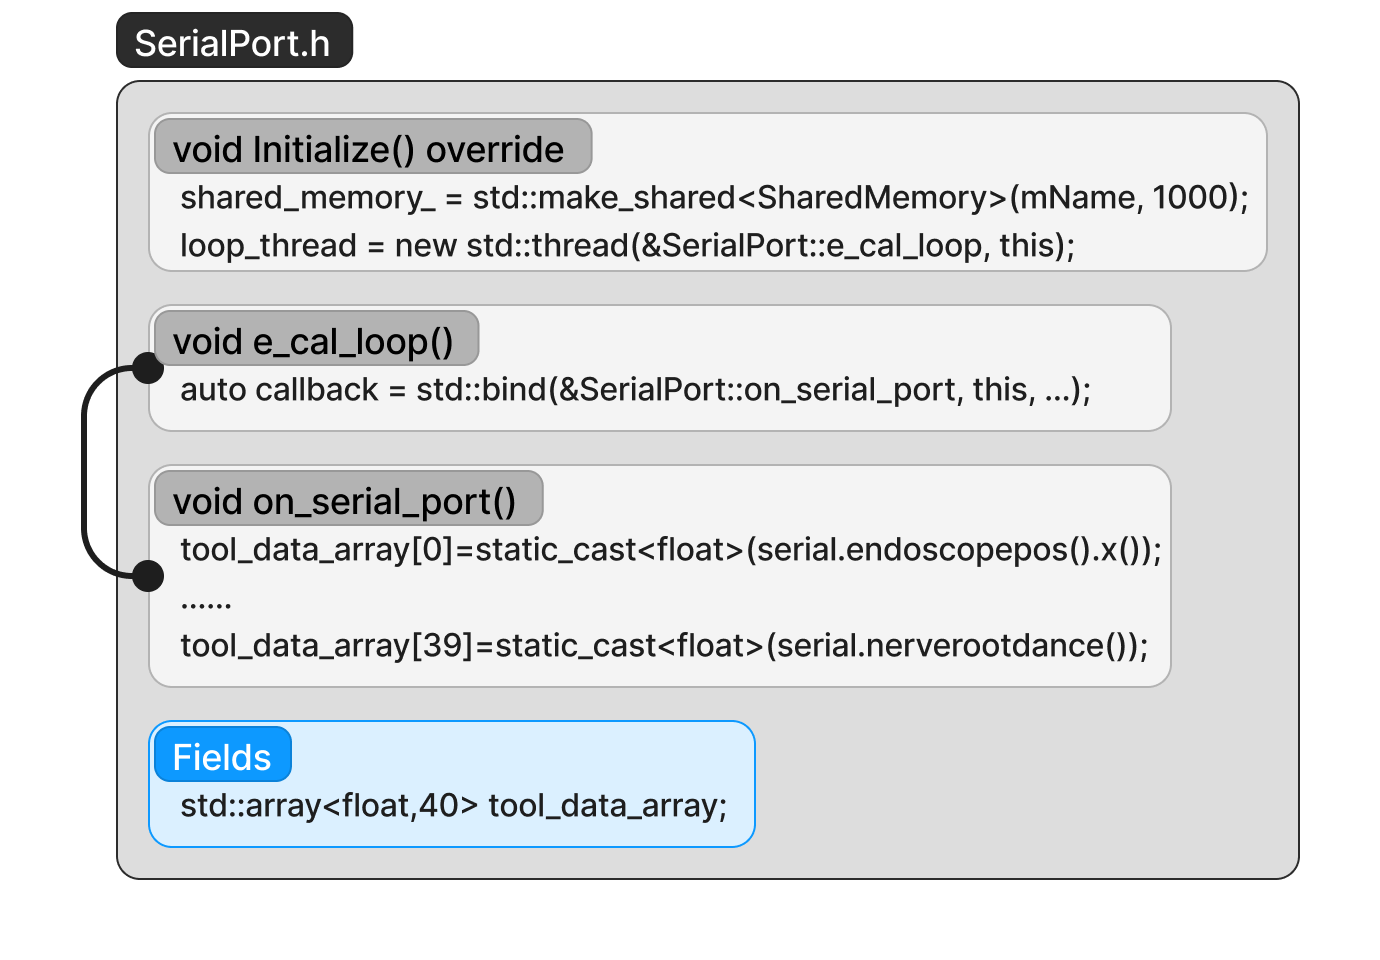 SerialPort.h
void Initialize() override
shared_memory_ = std::make_shared<SharedMemory>(mName, 1000);
loop_thread = new std::thread(&SerialPort::e_cal_loop, this);
void e_cal_loop()
auto callback = std::bind(&SerialPort::on_serial_port, this, ...);
void on_serial_port()
tool_data_array[0]=static_cast<float>(serial.endoscopepos().x());
......
tool_data_array[39]=static_cast<float>(serial.nerverootdance());
Fields
std::array<float,40> tool_data_array;